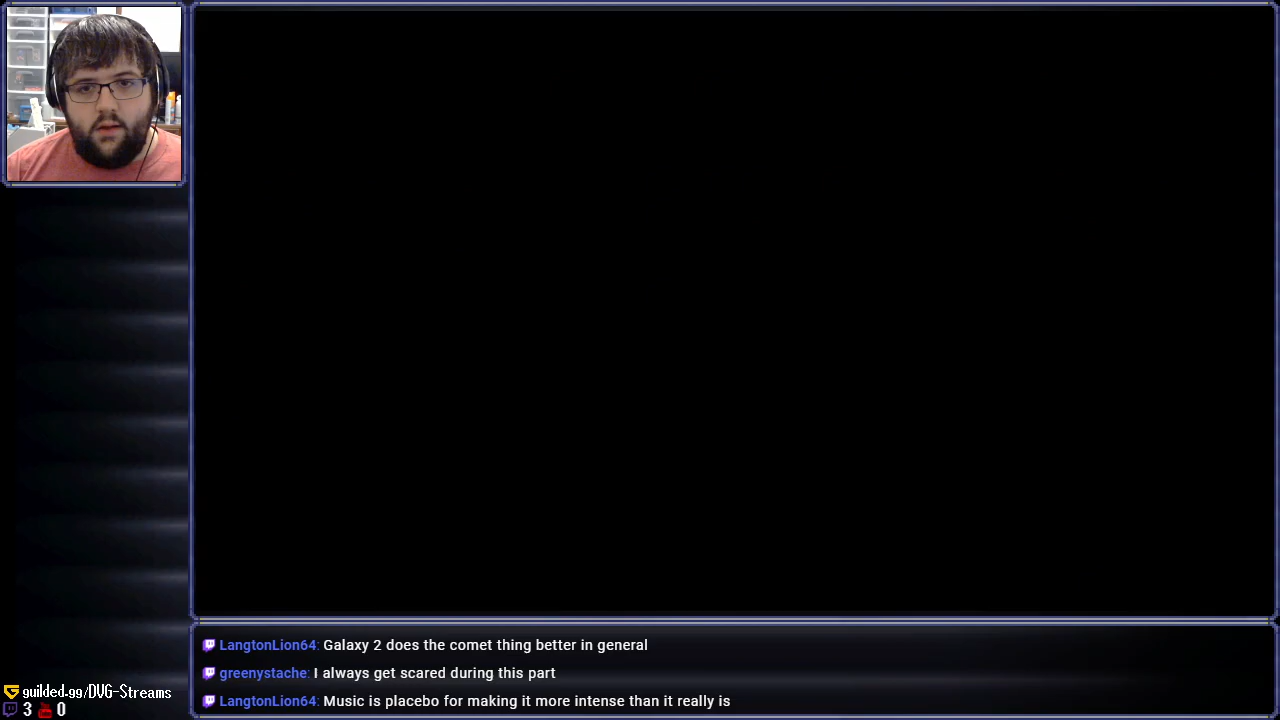 LangtonLion64: Galaxy 2 does the comet thing better in general
greenystache: I always get scared during this part
LangtonLion64: Music is placebo for making it more intense than it really is
guilded.gg/DVG-Streams
3 0